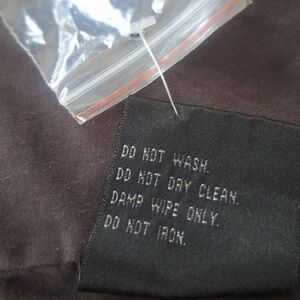 DO NOT WASH.
DO NOT DRY CLEAN.
DAMP WIPE ONLY.
DO NOT IRON.